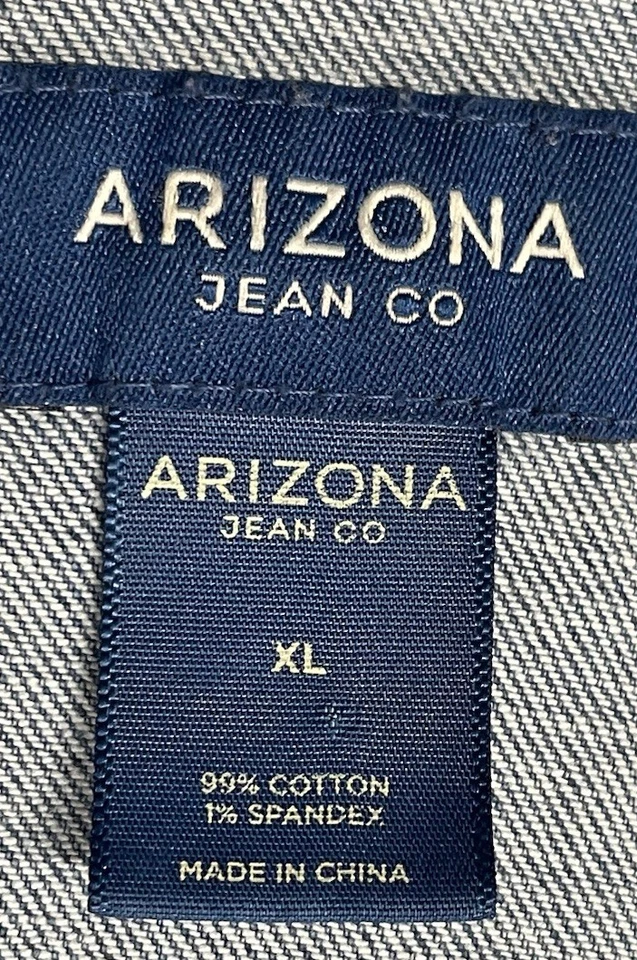 ARIZONA
JEAN CO
ARIZONA
JEAN CO
XL
99% COTTON
1% SPANDEX
MADE IN CHINA